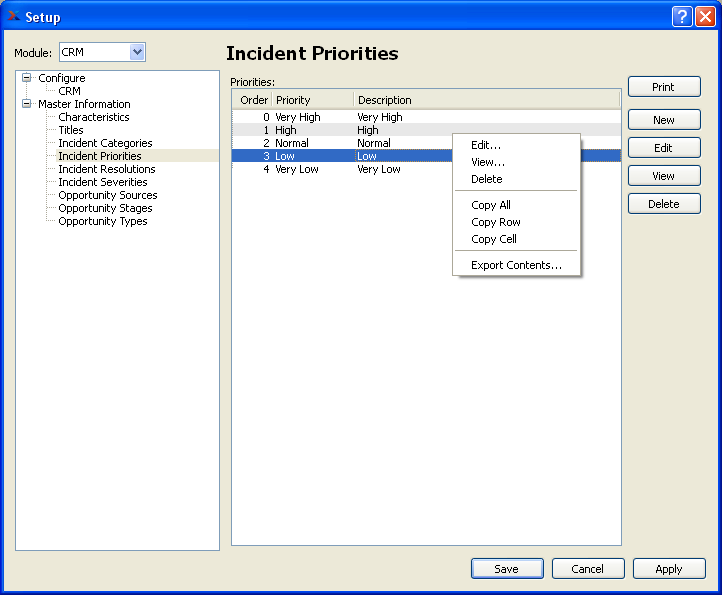 Setup
Module: CRM
Incident Priorities
Configure
CRM
Master Information
Characteristics
Titles
Incident Categories
Incident Priorities
Incident Resolutions
Incident Severities
Opportunity Sources
Opportunity Stages
Opportunity Types
Priorities:
Order Priority Description
0 Very High Very High
1 High High
2 Normal Normal
3 Low Low
4 Very Low Very Low
Edit...
View...
Delete
Copy All
Copy Row
Copy Cell
Export Contents...
Print
New
Edit
View
Delete
Save Cancel Apply